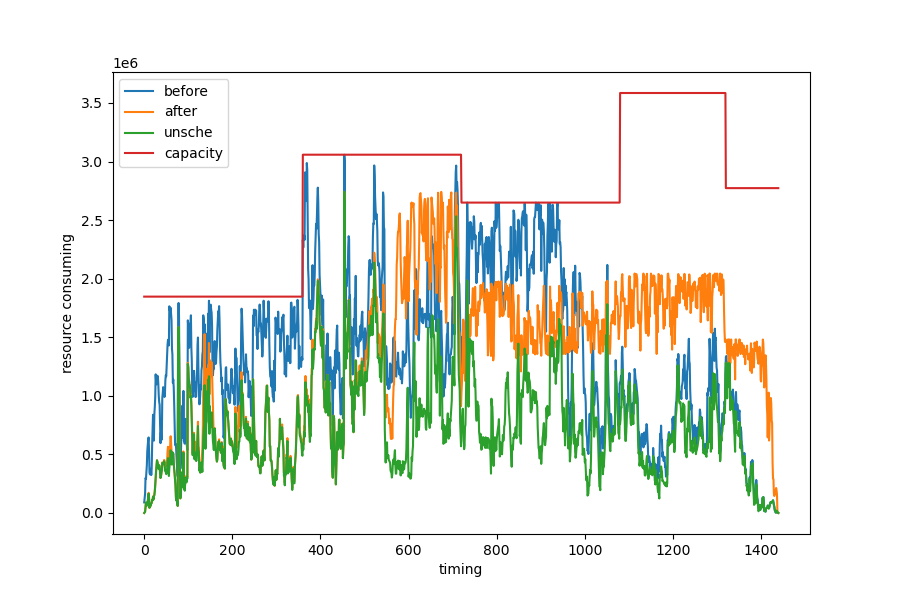 1e6
before
after
unsche
capacity
3.5
3.0
2.5
2.0
1.5
1.0
0.5
0.0
resource consuming
0 200 400 600 800 1000 1200 1400
timing